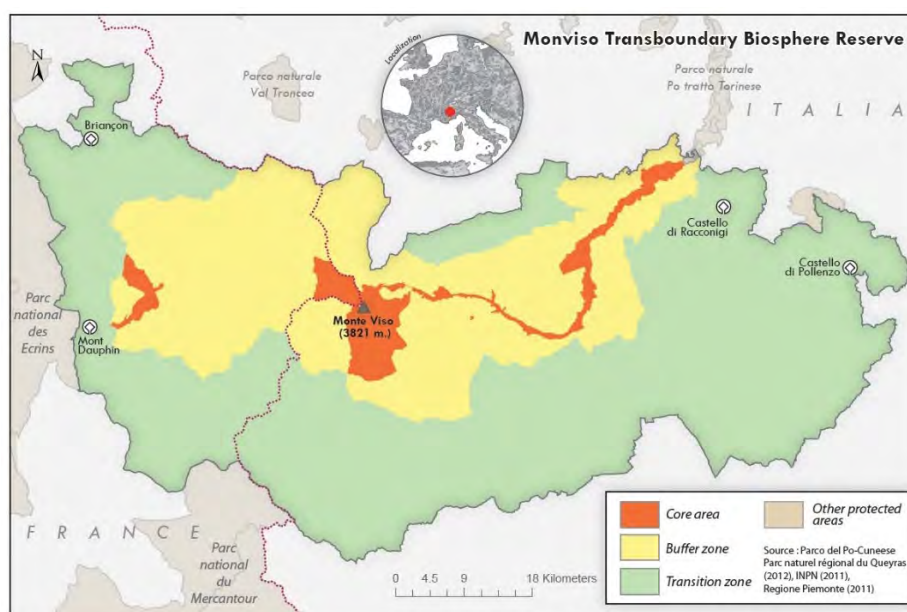 Monviso Transboundary Biosphere Reserve
N
Localization
Parco naturale
Val Troncea
Parco naturale
Po tratto Torinese
I T A L I A
Briançon
Castello
di Racconigi
Castello
di Pollenzo
Parc
national
des
Ecrins
Mont
Dauphin
Monte Viso
(3821 m.)
F R A N C E
Parc
national
du
Mercantour
0 4.5 9 18 Kilometers
Core area
Buffer zone
Transition zone
Other protected
areas
Source : Parco del Po-Cuneese
Parc naturel régional du Queyras
(2012), INPN (2011),
Regione Piemonte (2011)